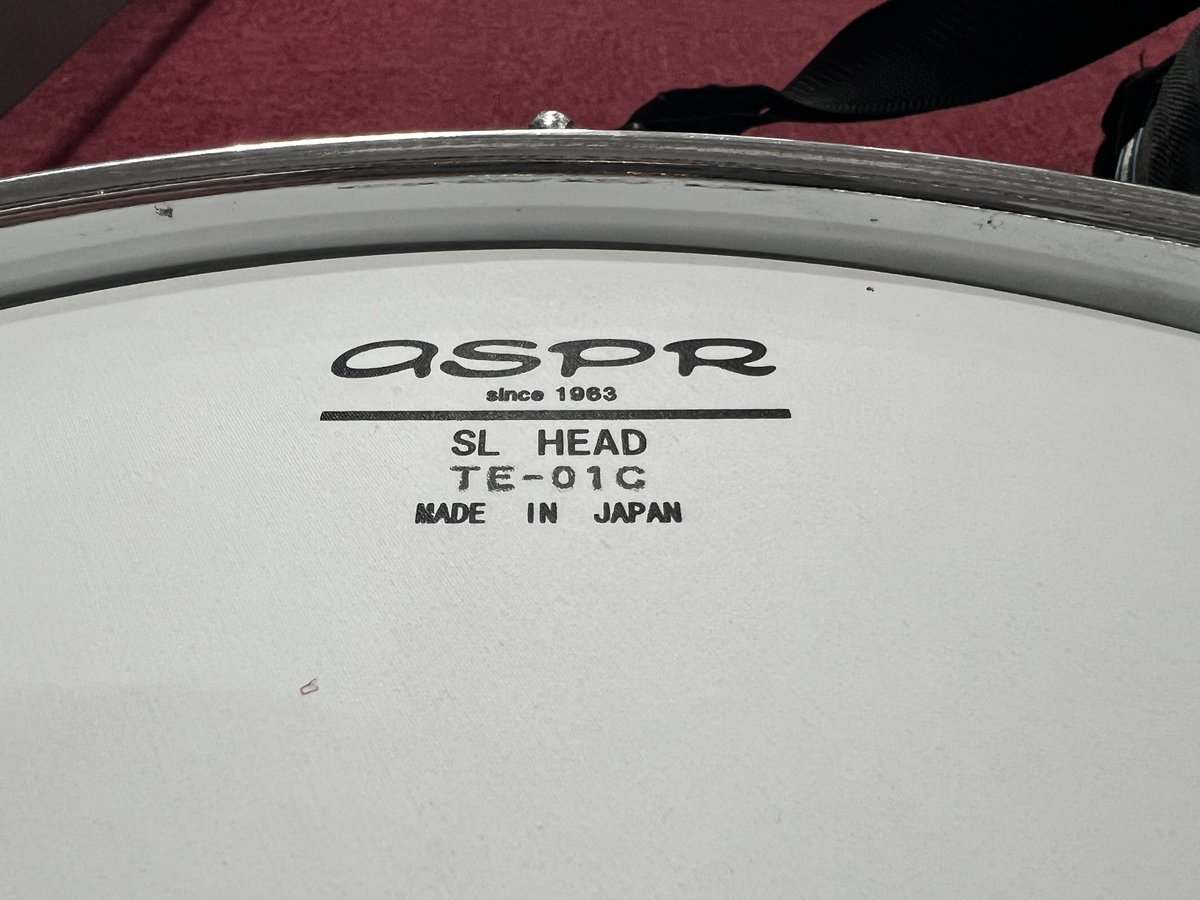 aSPR
since 1963
SL HEAD
TE-01C
MADE IN JAPAN